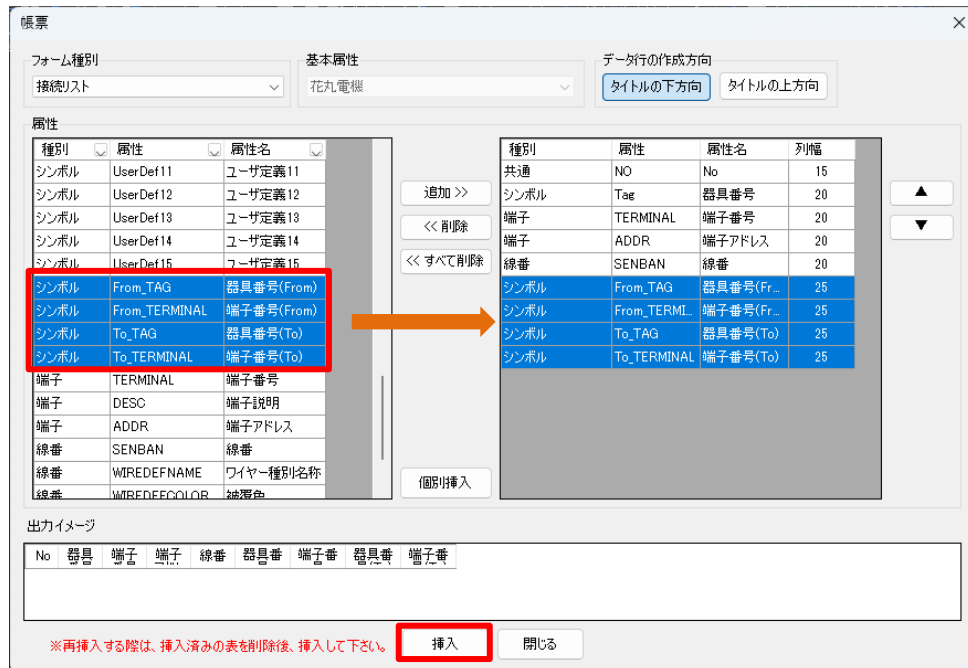 帳票
フォーム種別
接続リスト
基本属性
花丸電機
データ行の作成方向
タイトルの下方向 タイトルの上方向
属性
種別 属性 属性名
シンボル UserDef11 ユーザ定義11
シンボル UserDef12 ユーザ定義12
シンボル UserDef13 ユーザ定義13
シンボル UserDef14 ユーザ定義14
シンボル UserDef15 ユーザ定義15
シンボル From_TAG 器具番号(From)
シンボル From_TERMINAL 端子番号(From)
シンボル To_TAG 器具番号(To)
シンボル To_TERMINAL 端子番号(To)
端子 TERMINAL 端子番号
端子 DESC 端子説明
端子 ADDR 端子アドレス
線番 SENBAN 線番
線番 WIREDEFNAME ワイヤー種別名称
線番 WIREDEFCOLOR 被覆色
追加 >>
<< 削除
<< すべて削除
個別挿入
種別 属性 属性名 列幅
共通 NO No 15
シンボル Tag 器具番号 20
端子 TERMINAL 端子番号 20
端子 ADDR 端子アドレス 20
線番 SENBAN 線番 20
シンボル From_TAG 器具番号(Fr... 25
シンボル From_TERMI... 端子番号(Fr... 25
シンボル To_TAG 器具番号(To) 25
シンボル To_TERMINAL 端子番号(To) 25
▲
▼
出力イメージ
No 器具 端子 端子 線番 器具番 端子番 器具番 端子番
※再挿入する際は、挿入済みの表を削除後、挿入して下さい。 挿入 閉じる